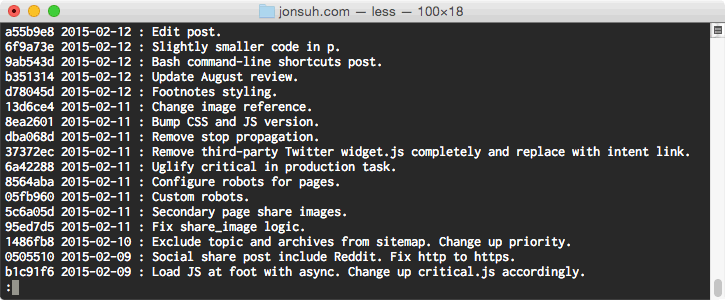 jonsuh.com — less — 100×18
a55b9e8 2015-02-12 : Edit post.
6f9a73e 2015-02-12 : Slightly smaller code in p.
9ab543d 2015-02-12 : Bash command-line shortcuts post.
b351314 2015-02-12 : Update August review.
d78045d 2015-02-12 : Footnotes styling.
13d6ce4 2015-02-11 : Change image reference.
8ea2601 2015-02-11 : Bump CSS and JS version.
dba068d 2015-02-11 : Remove stop propagation.
37372ec 2015-02-11 : Remove third-party Twitter widget.js completely and replace with intent link.
6a42288 2015-02-11 : Uglify critical in production task.
8564aba 2015-02-11 : Configure robots for pages.
05fb960 2015-02-11 : Custom robots.
5c6a05d 2015-02-11 : Secondary page share images.
95ed7d5 2015-02-11 : Fix share_image logic.
1486fb8 2015-02-10 : Exclude topic and archives from sitemap. Change up priority.
0505510 2015-02-09 : Social share post include Reddit. Fix http to https.
b1c91f6 2015-02-09 : Load JS at foot with async. Change up critical.js accordingly.
: